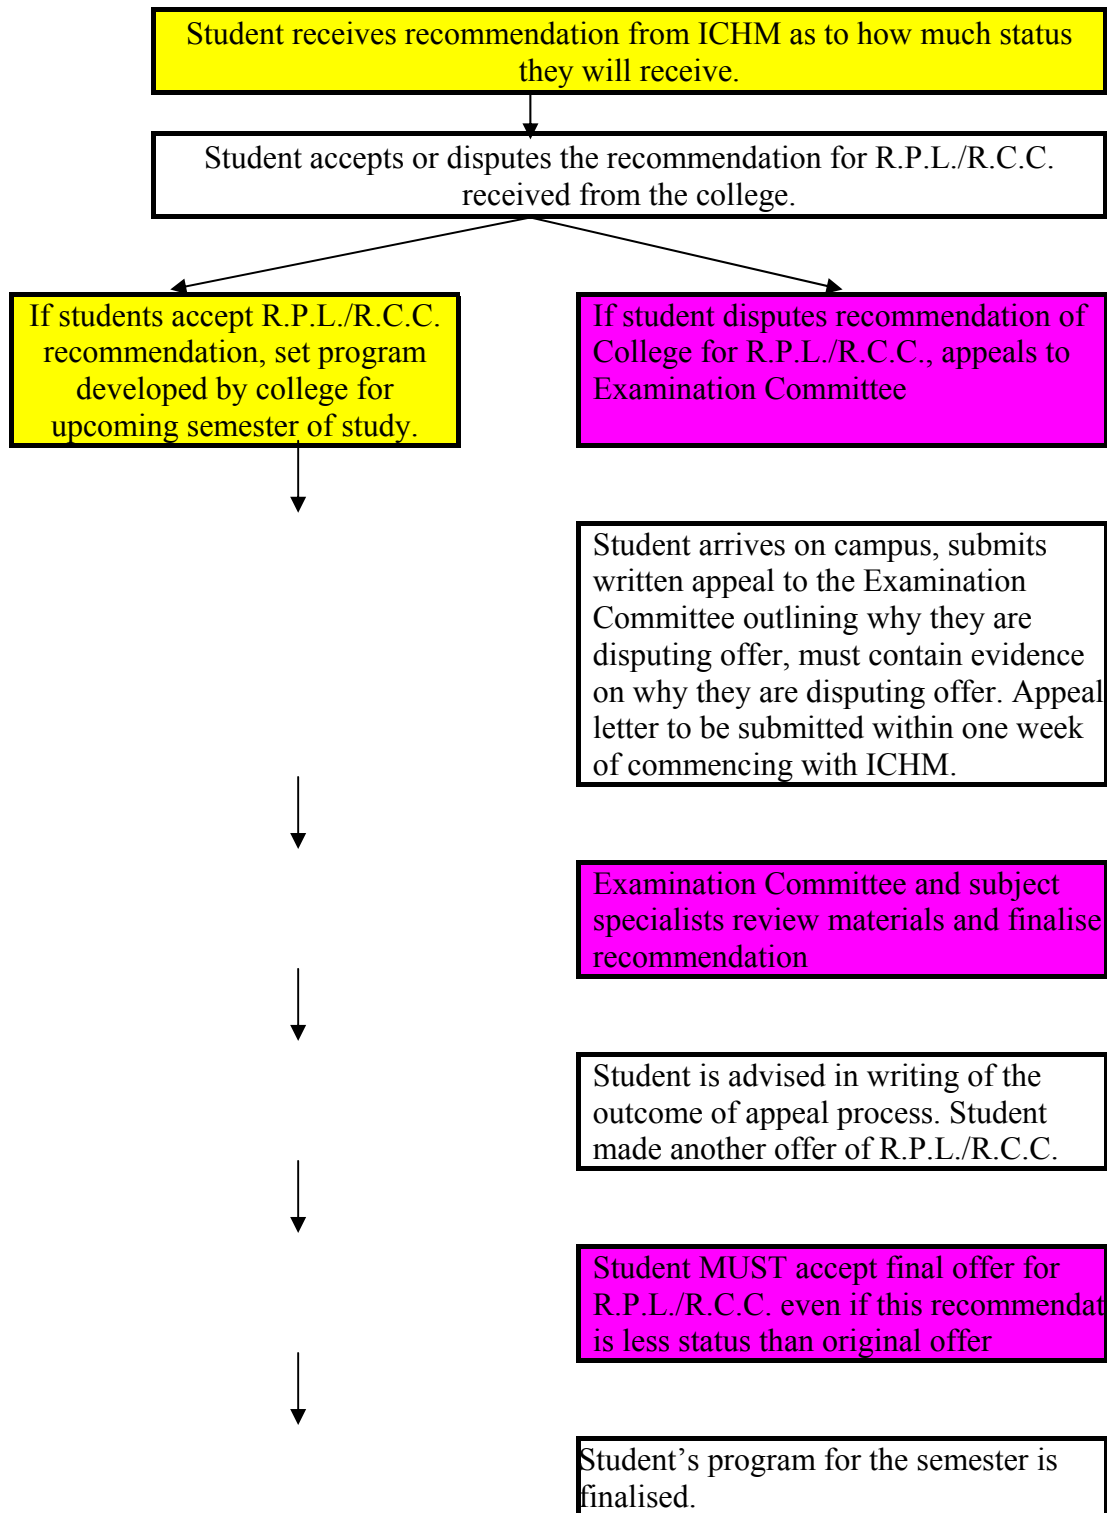 Student receives recommendation from ICHM as to how much status
they will receive.
Student accepts or disputes the recommendation for R.P.L./R.C.C.
received from the college.
If students accept R.P.L./R.C.C.
recommendation, set program
developed by college for
upcoming semester of study.
If student disputes recommendation of
College for R.P.L./R.C.C., appeals to
Examination Committee
Student arrives on campus, submits
written appeal to the Examination
Committee outlining why they are
disputing offer, must contain evidence
on why they are disputing offer. Appeal
letter to be submitted within one week
of commencing with ICHM.
Examination Committee and subject
specialists review materials and finalise
recommendation
Student is advised in writing of the
outcome of appeal process. Student
made another offer of R.P.L./R.C.C.
Student MUST accept final offer for
R.P.L./R.C.C. even if this recommendat
is less status than original offer
Student’s program for the semester is
finalised.